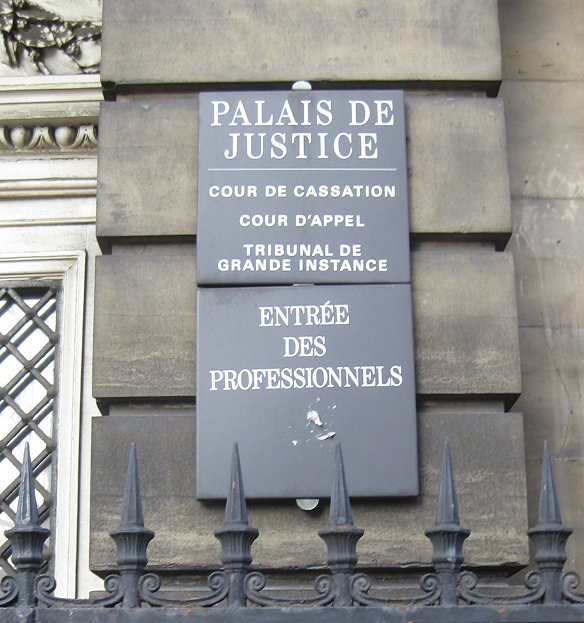 PALAIS DE
JUSTICE
COUR DE CASSATION
COUR D'APPEL
TRIBUNAL DE
GRANDE INSTANCE
ENTRÉE
DES
PROFESSIONNELS